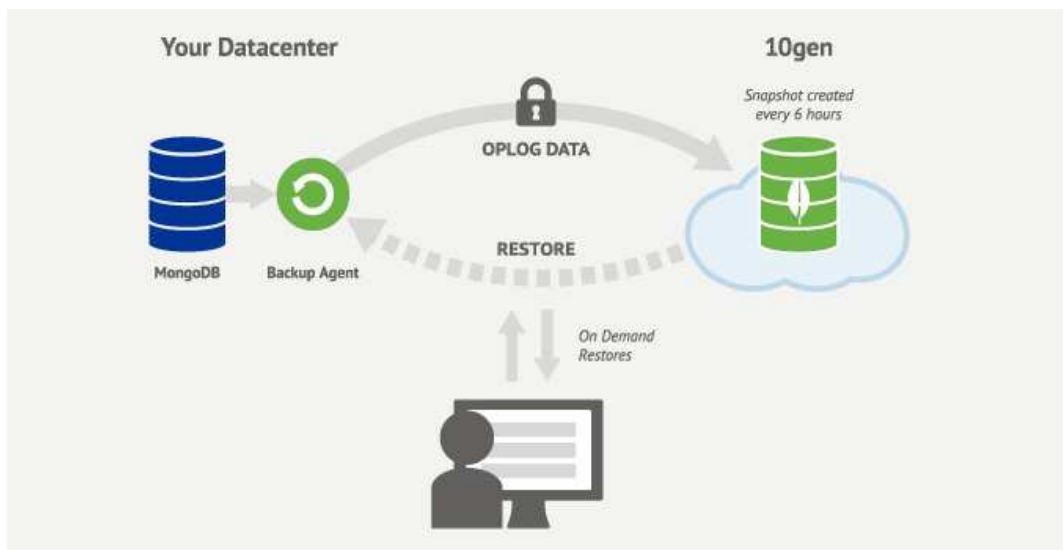 Your Datacenter
10gen
Snapshot created
every 6 hours
OPLOG DATA
RESTORE
MongoDB
Backup Agent
On Demand
Restores